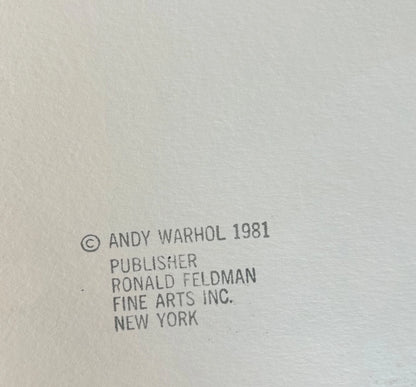 © ANDY WARHOL 1981
PUBLISHER
RONALD FELDMAN
FINE ARTS INC.
NEW YORK